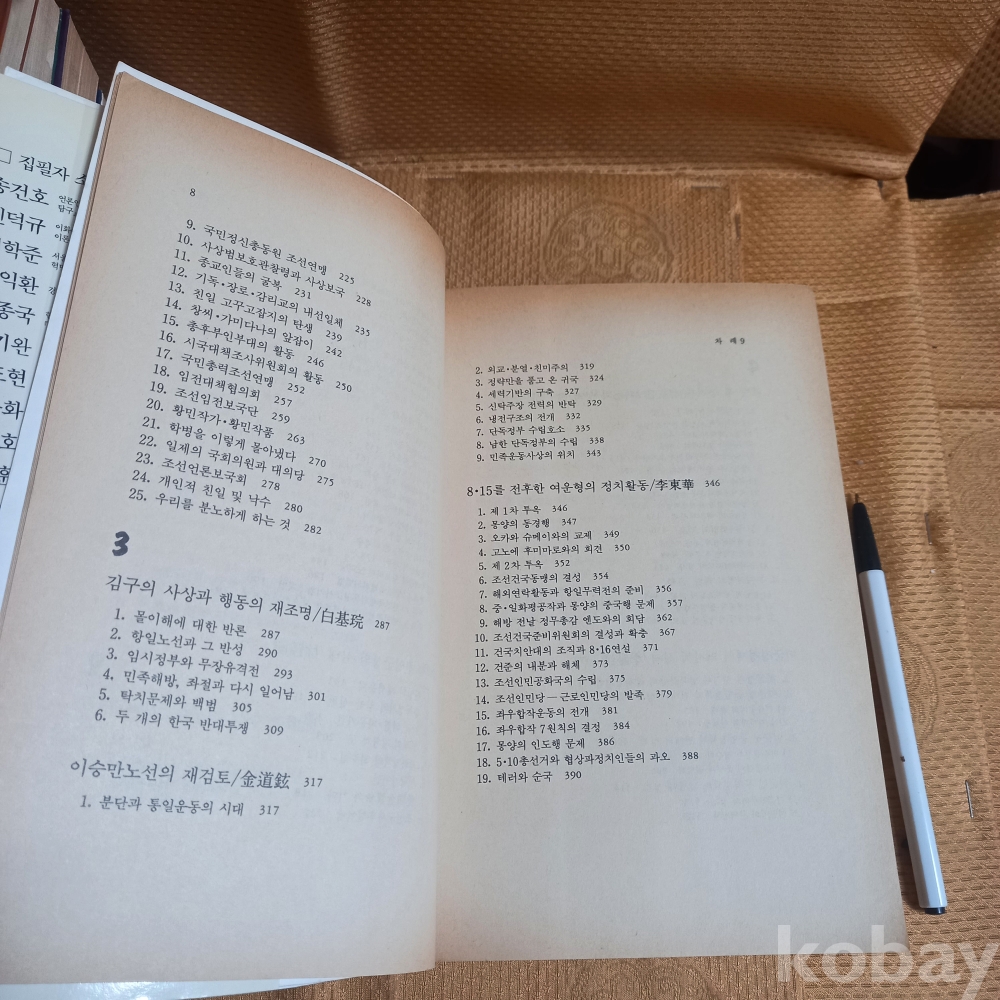 □ 집필자
송건호
덕규
학준
익환
종국
기완
도현
화
호
훈
8
9. 국민정신총동원 조선연맹 225
10. 사상범보호관찰령과 사상보국 228
11. 종교인들의 굴복 231
12. 기독·장로·감리교의 내선일체 235
13. 친일 고꾸고잡지의 탄생 239
14. 창씨·가미다나의 앞잡이 242
15. 총후부인부대의 활동 246
16. 시국대책조사위원회의 활동 250
17. 국민총력조선연맹 252
18. 임전대책협의회 257
19. 조선임전보국단 259
20. 황민작가·황민작품 263
21. 학병을 이렇게 몰아냈다 270
22. 일제의 국회의원과 대의당 275
23. 조선언론보국회 278
24. 개인적 친일 및 낙수 280
25. 우리를 분노하게 하는 것 282
3
김구의 사상과 행동의 재조명/白基琓 287
1. 몰이해에 대한 반론 287
2. 항일노선과 그 반성 290
3. 임시정부와 무장유격전 293
4. 민족해방, 좌절과 다시 일어남 301
5. 탁치문제와 백범 305
6. 두 개의 한국 반대투쟁 309
이승만노선의 재검토/金道鉉 317
1. 분단과 통일운동의 시대 317
차 례 9
2. 외교·분열·친미주의 319
3. 정략만을 품고 온 귀국 324
4. 세력기반의 구축 327
5. 신탁주장 전력의 반탁 329
6. 냉전구조의 전개 332
7. 단독정부 수립호소 335
8. 남한 단독정부의 수립 338
9. 민족운동사상의 위치 343
8·15를 전후한 여운형의 정치활동/李東華 346
1. 제 1차 투옥 346
2. 몽양의 동경행 347
3. 오카와 슈메이와의 교제 349
4. 고노에 후미마로와의 회견 350
5. 제 2차 투옥 352
6. 조선건국동맹의 결성 354
7. 해외연락활동과 항일무력전의 준비 356
8. 중·일화평공작과 몽양의 중국행 문제 357
9. 해방 전날 정무총감 엔도와의 회담 362
10. 조선건국준비위원회의 결성과 확충 367
11. 건국치안대의 조직과 8·16연설 371
12. 건준의 내분과 해체 373
13. 조선인민공화국의 수립 375
14. 조선인민당—근로인민당의 발족 379
15. 좌우합작운동의 전개 381
16. 좌우합작 7원칙의 결정 384
17. 몽양의 인도행 문제 386
18. 5·10총선거와 협상과정치인들의 과오 388
19. 테러와 순국 390
kobay